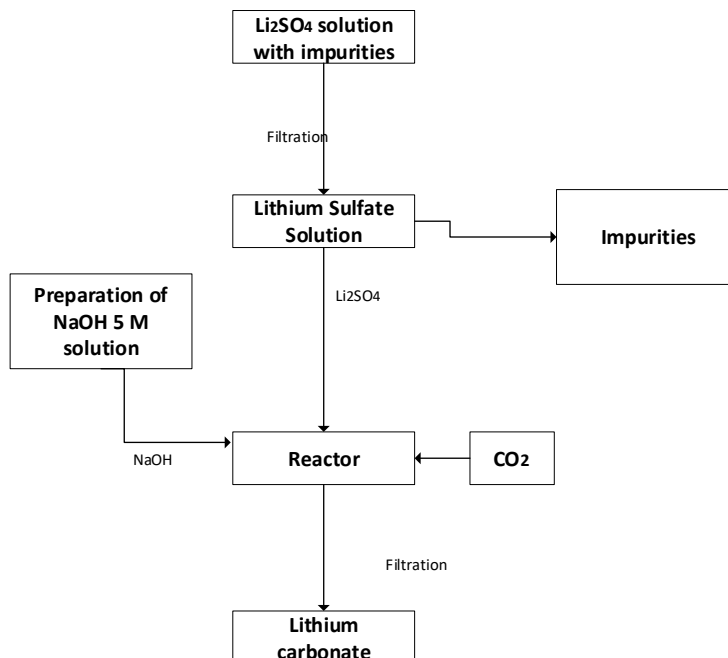 Li2SO4 solution
with impurities
Filtration
Lithium Sulfate
Solution
Impurities
Preparation of
NaOH 5 M
solution
Li2SO4
NaOH
Reactor
CO2
Filtration
Lithium
carbonate